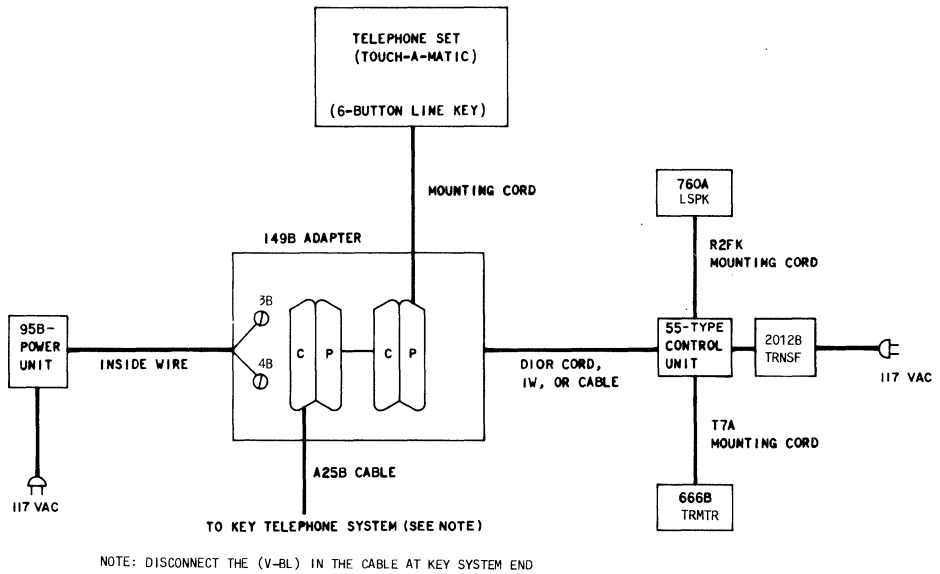 TELEPHONE SET
(TOUCH-A-MATIC)
(6-BUTTON LINE KEY)
MOUNTING CORD
760A
LSPK
149B ADAPTER
R2FK
MOUNTING CORD
3B
95B-
POWER
UNIT
C P
C P
55-TYPE
CONTROL
UNIT
2012B
TRNSF
INSIDE WIRE
4B
DIOR CORD,
IW, OR CABLE
117 VAC
T7A
MOUNTING CORD
A25B CABLE
117 VAC
666B
TRMTR
TO KEY TELEPHONE SYSTEM (SEE NOTE)
NOTE: DISCONNECT THE (V-BL) IN THE CABLE AT KEY SYSTEM END